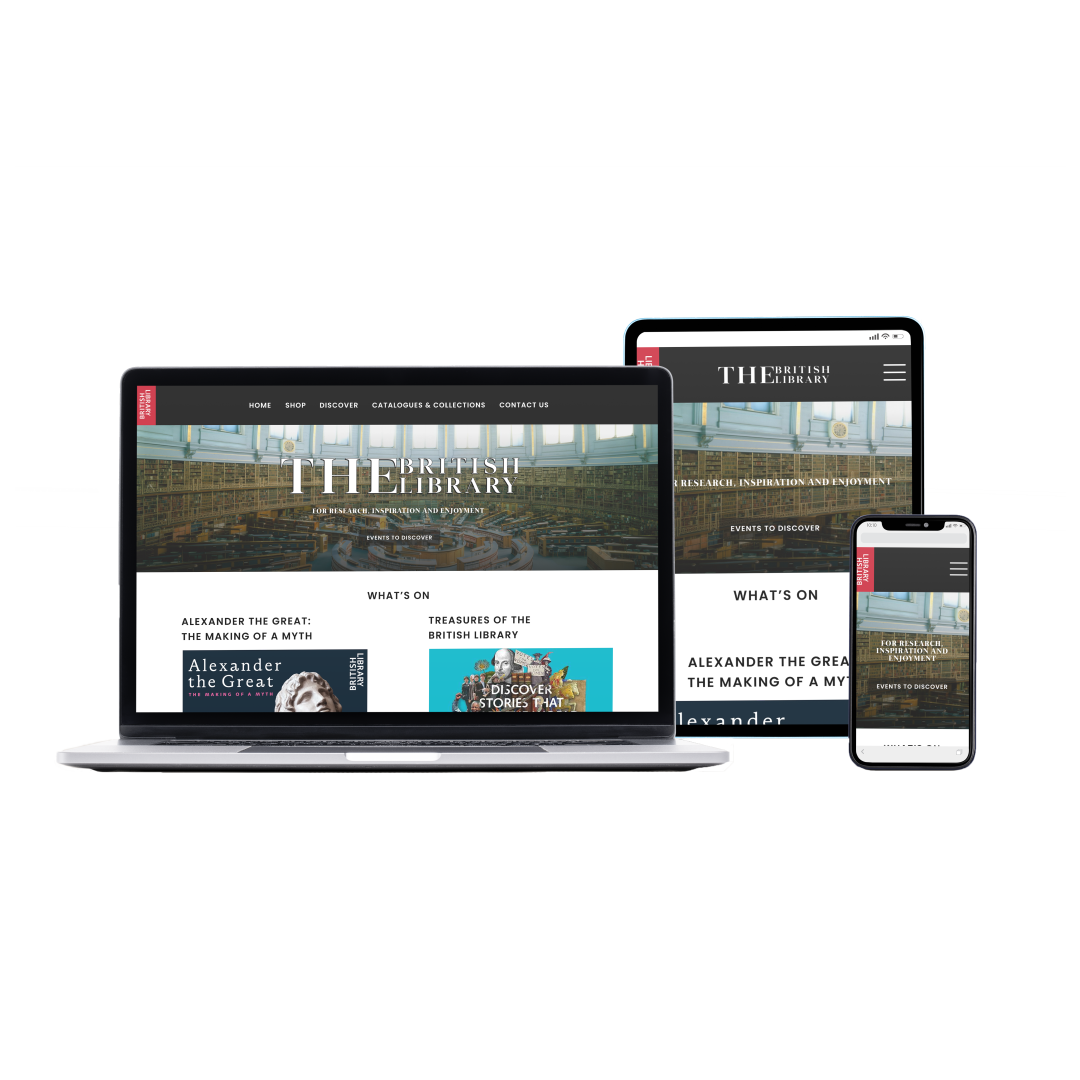 LIBRARY
BRITISH
HOME SHOP DISCOVER CATALOGUES & COLLECTIONS CONTACT US
THE BRITISH
LIBRARY
FOR RESEARCH, INSPIRATION AND ENJOYMENT
EVENTS TO DISCOVER
WHAT'S ON
ALEXANDER THE GREAT:
THE MAKING OF A MYTH
Alexander
the Great
THE MAKING OF A MYTH
LIBRARY
BRITISH
TREASURES OF THE
BRITISH LIBRARY
DISCOVER
STORIES THAT
THE BRITISH
LIBRARY
R RESEARCH, INSPIRATION AND ENJOYMENT
EVENTS TO DISCOVER
WHAT'S ON
ALEXANDER THE GREA
THE MAKING OF A MY
lexander
10:10
LIBRARY
BRITISH
FOR RESEARCH,
INSPIRATION AND
ENJOYMENT
EVENTS TO DISCOVER